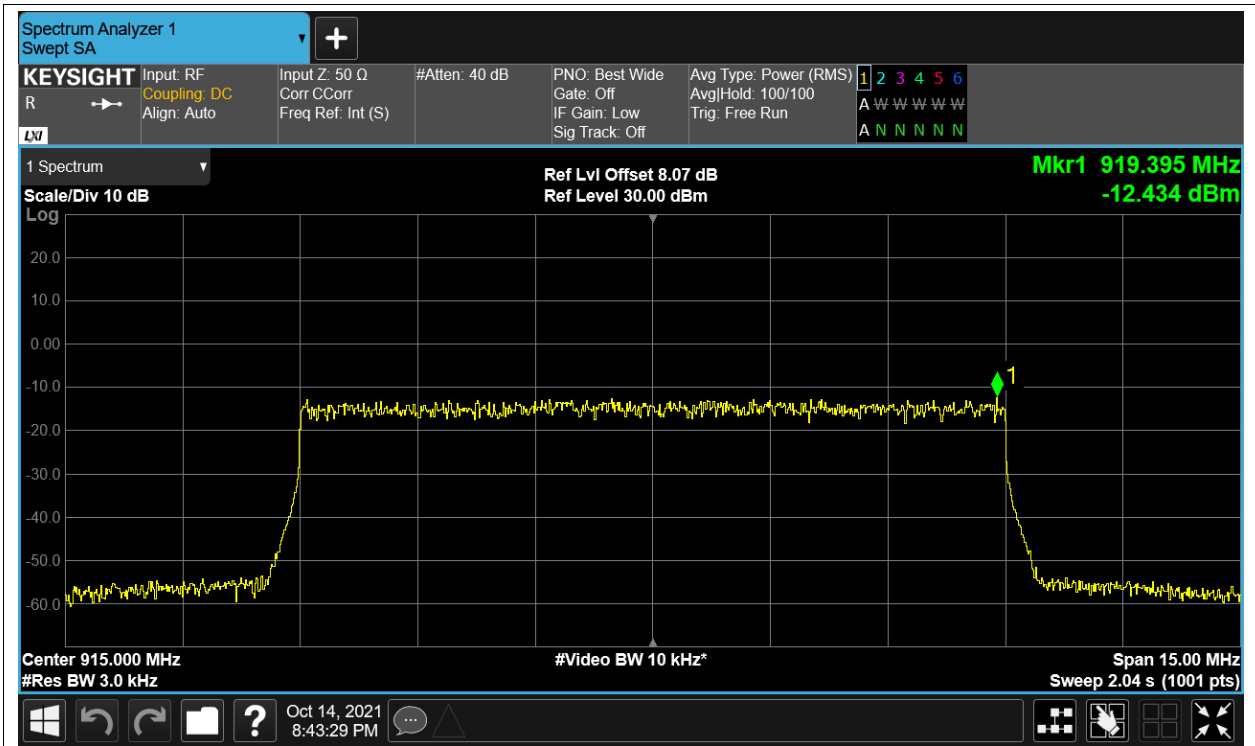 Spectrum Analyzer 1
Swept SA
KEYSIGHT
R
LXI
Input: RF
Coupling: DC
Align: Auto
Input Z: 50 Ω
Corr CCorr
Freq Ref: Int (S)
#Atten: 40 dB
PNO: Best Wide
Gate: Off
IF Gain: Low
Sig Track: Off
Avg Type: Power (RMS)
Avg|Hold: 100/100
Trig: Free Run
1 2 3 4 5 6
A W W W W W
A N N N N N
1 Spectrum
Scale/Div 10 dB
Log
Ref Lvl Offset 8.07 dB
Ref Level 30.00 dBm
Mkr1 919.395 MHz
-12.434 dBm
20.0
10.0
0.00
-10.0
-20.0
-30.0
-40.0
-50.0
-60.0
1
Center 915.000 MHz
#Res BW 3.0 kHz
#Video BW 10 kHz*
Span 15.00 MHz
Sweep 2.04 s (1001 pts)
?
Oct 14, 2021
8:43:29 PM